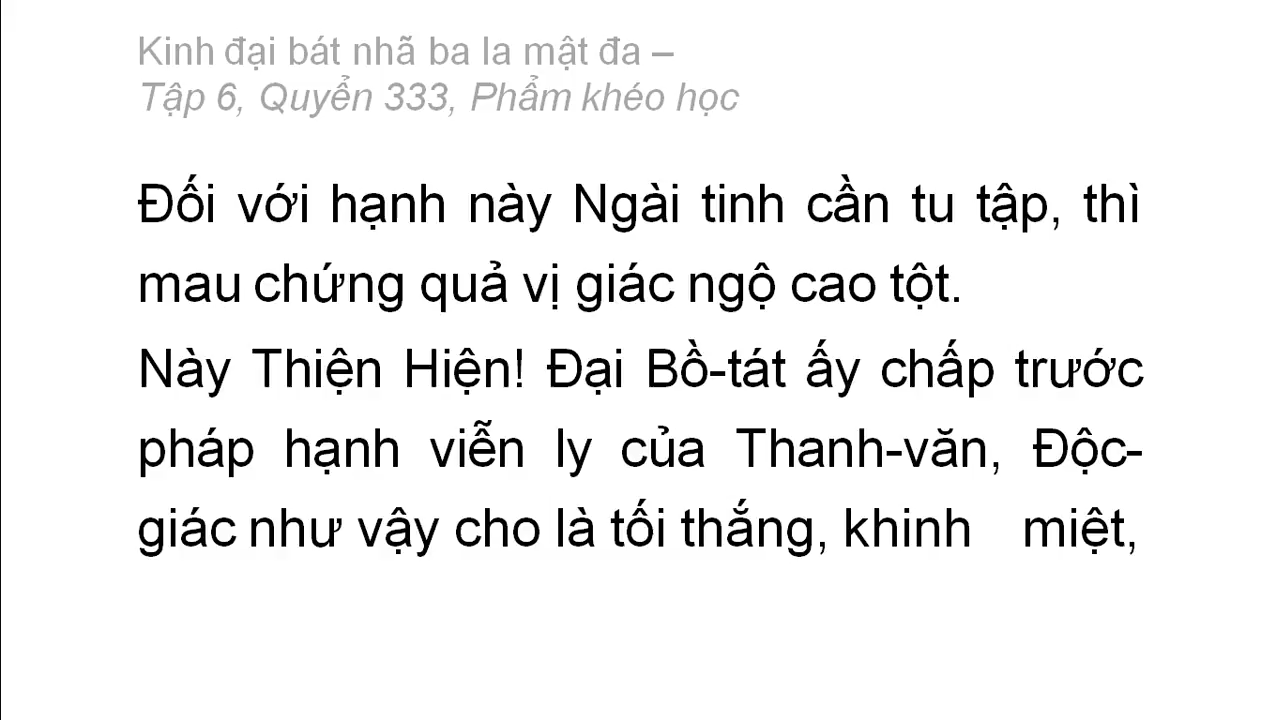 Kinh đại bát nhã ba la mật đa –
Tập 6, Quyển 333, Phẩm khéo học
Đối với hạnh này Ngài tinh cần tu tập, thì
mau chứng quả vị giác ngộ cao tột.
Này Thiện Hiện! Đại Bồ-tát ấy chấp trước
pháp hạnh viễn ly của Thanh-văn, Độc-
giác như vậy cho là tối thắng, khinh miệt,